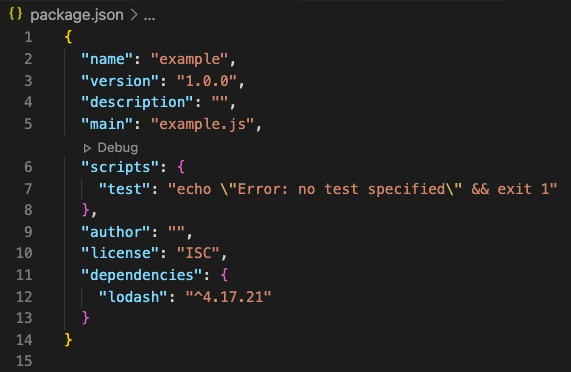 {} package.json > ...
1 {
2   "name": "example",
3   "version": "1.0.0",
4   "description": "",
5   "main": "example.js",
▷ Debug
6   "scripts": {
7     "test": "echo \"Error: no test specified\" && exit 1"
8   },
9   "author": "",
10   "license": "ISC",
11   "dependencies": {
12     "lodash": "^4.17.21"
13   }
14 }
15